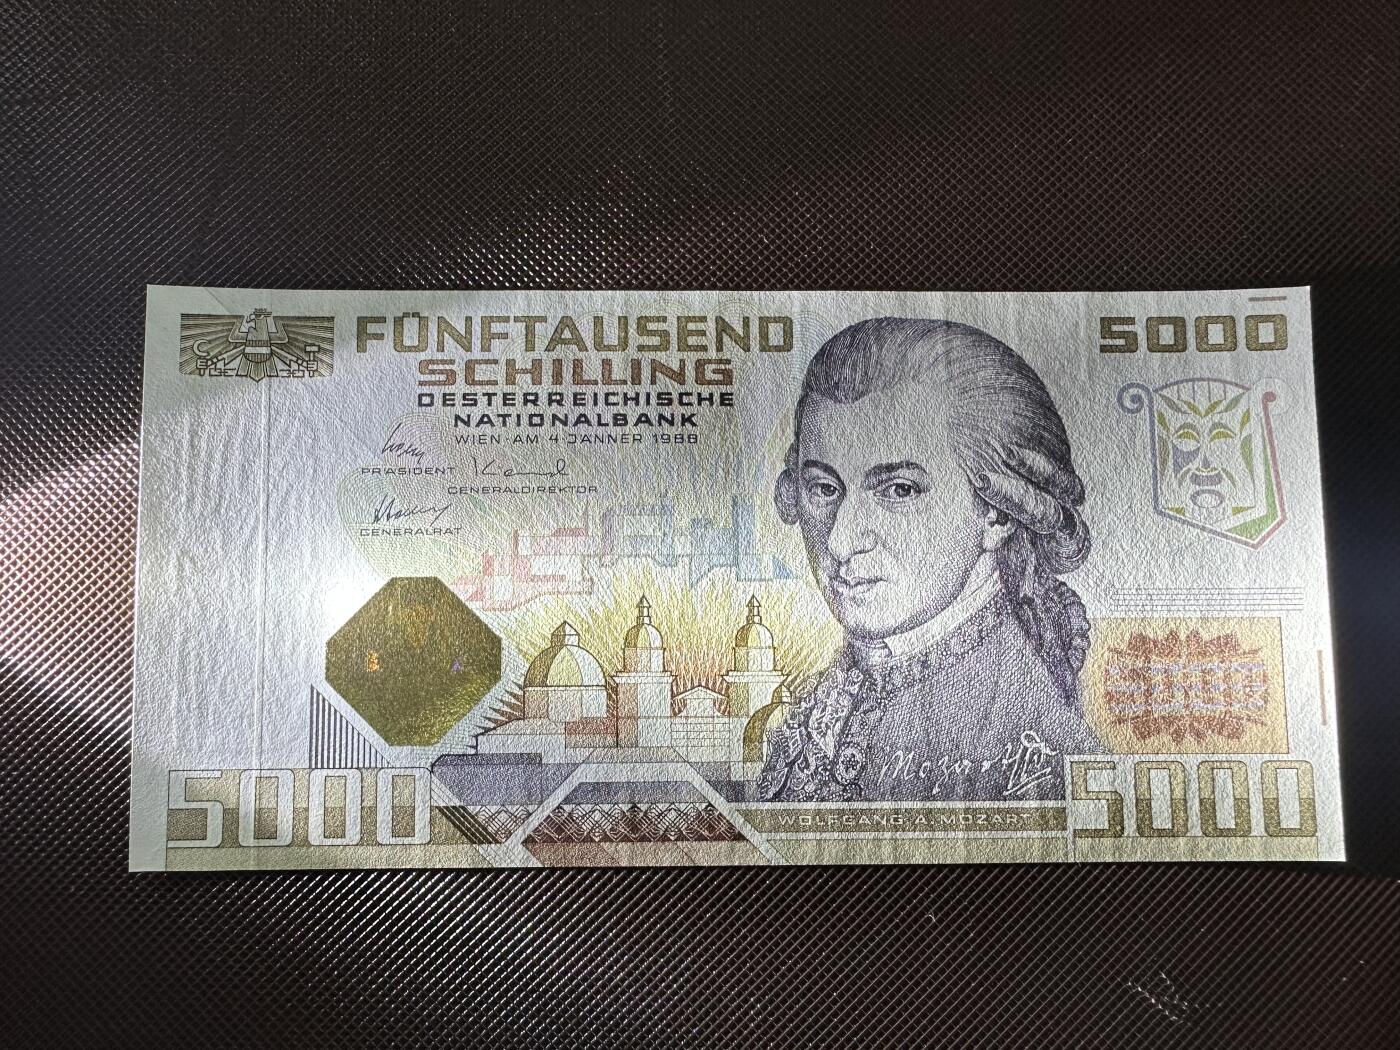 FÜNFTAUSEND
SCHILLING
OESTERREICHISCHE
NATIONALBANK
WIEN·AM 4·JÄNNER 1988
PRÄSIDENT
GENERALDIREKTOR
GENERALRAT
5000
5000
Mozart
WOLFGANG A. MOZART
5000